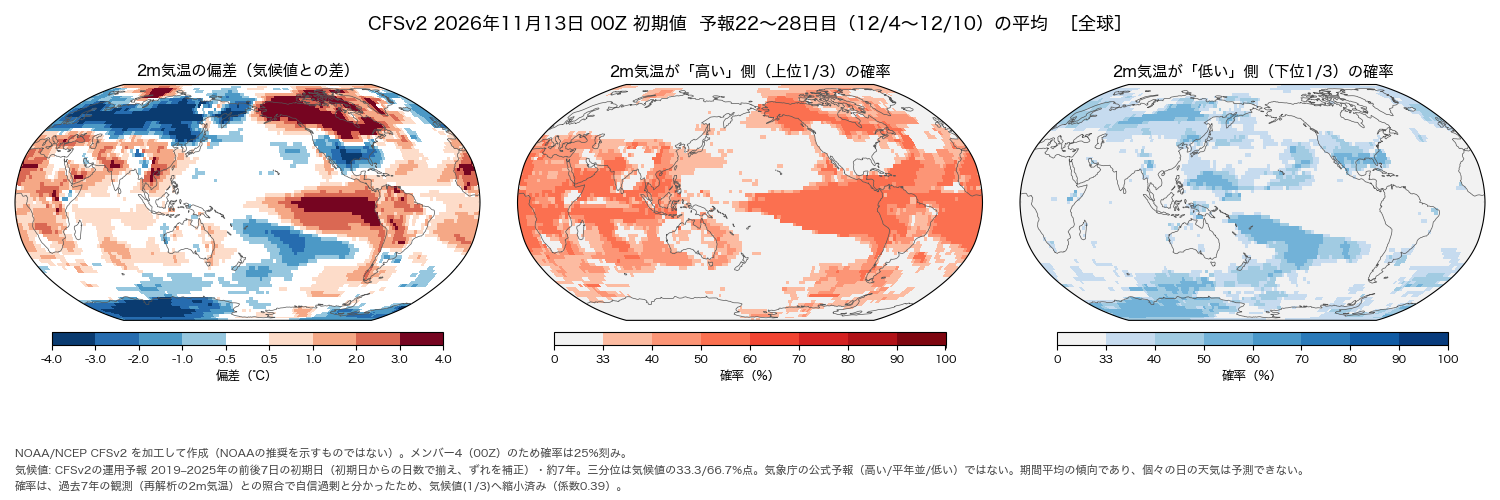 CFSv2 2026年11月13日 00Z 初期値　予報22〜28日目（12/4〜12/10）の平均　［全球］
2m気温の偏差（気候値との差）
2m気温が「高い」側（上位1/3）の確率
2m気温が「低い」側（下位1/3）の確率
-4.0 -3.0 -2.0 -1.0 -0.5 0.5 1.0 2.0 3.0 4.0
偏差（℃）
0 33 40 50 60 70 80 90 100
確率（%）
0 33 40 50 60 70 80 90 100
確率（%）
NOAA/NCEP CFSv2 を加工して作成（NOAAの推奨を示すものではない）。メンバー4（00Z）のため確率は25%刻み。
気候値: CFSv2の運用予報 2019–2025年の前後7日の初期日（初期日からの日数で揃え、ずれを補正）・約7年。三分位は気候値の33.3/66.7%点。気象庁の公式予報（高い/平年並/低い）ではない。期間平均の傾向であり、個々の日の天気は予測できない。
確率は、過去7年の観測（再解析の2m気温）との照合で自信過剰と分かったため、気候値(1/3)へ縮小済み（係数0.39）。